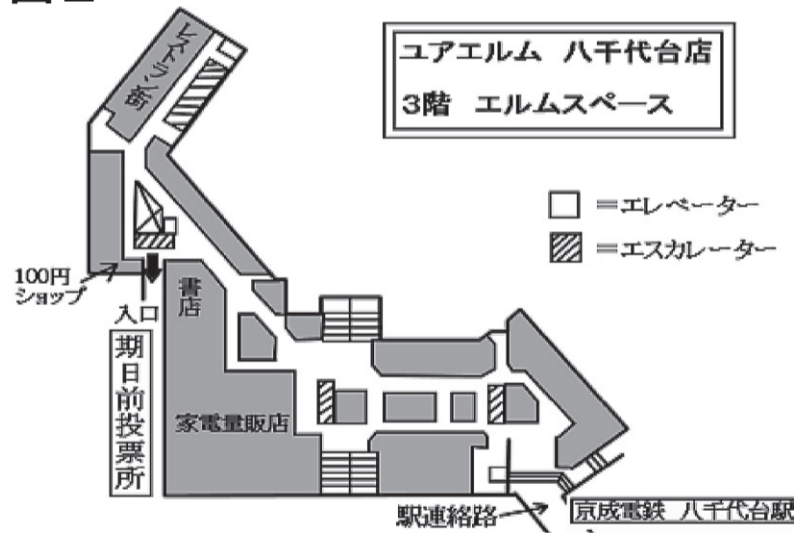 ユアエルム 八千代台店
3階 エルムスペース
レストラン街
=エレベーター
=エスカレーター
100円
ショップ
入口
書店
期日前投票所
家電量販店
駅連絡路
京成電鉄 八千代台駅